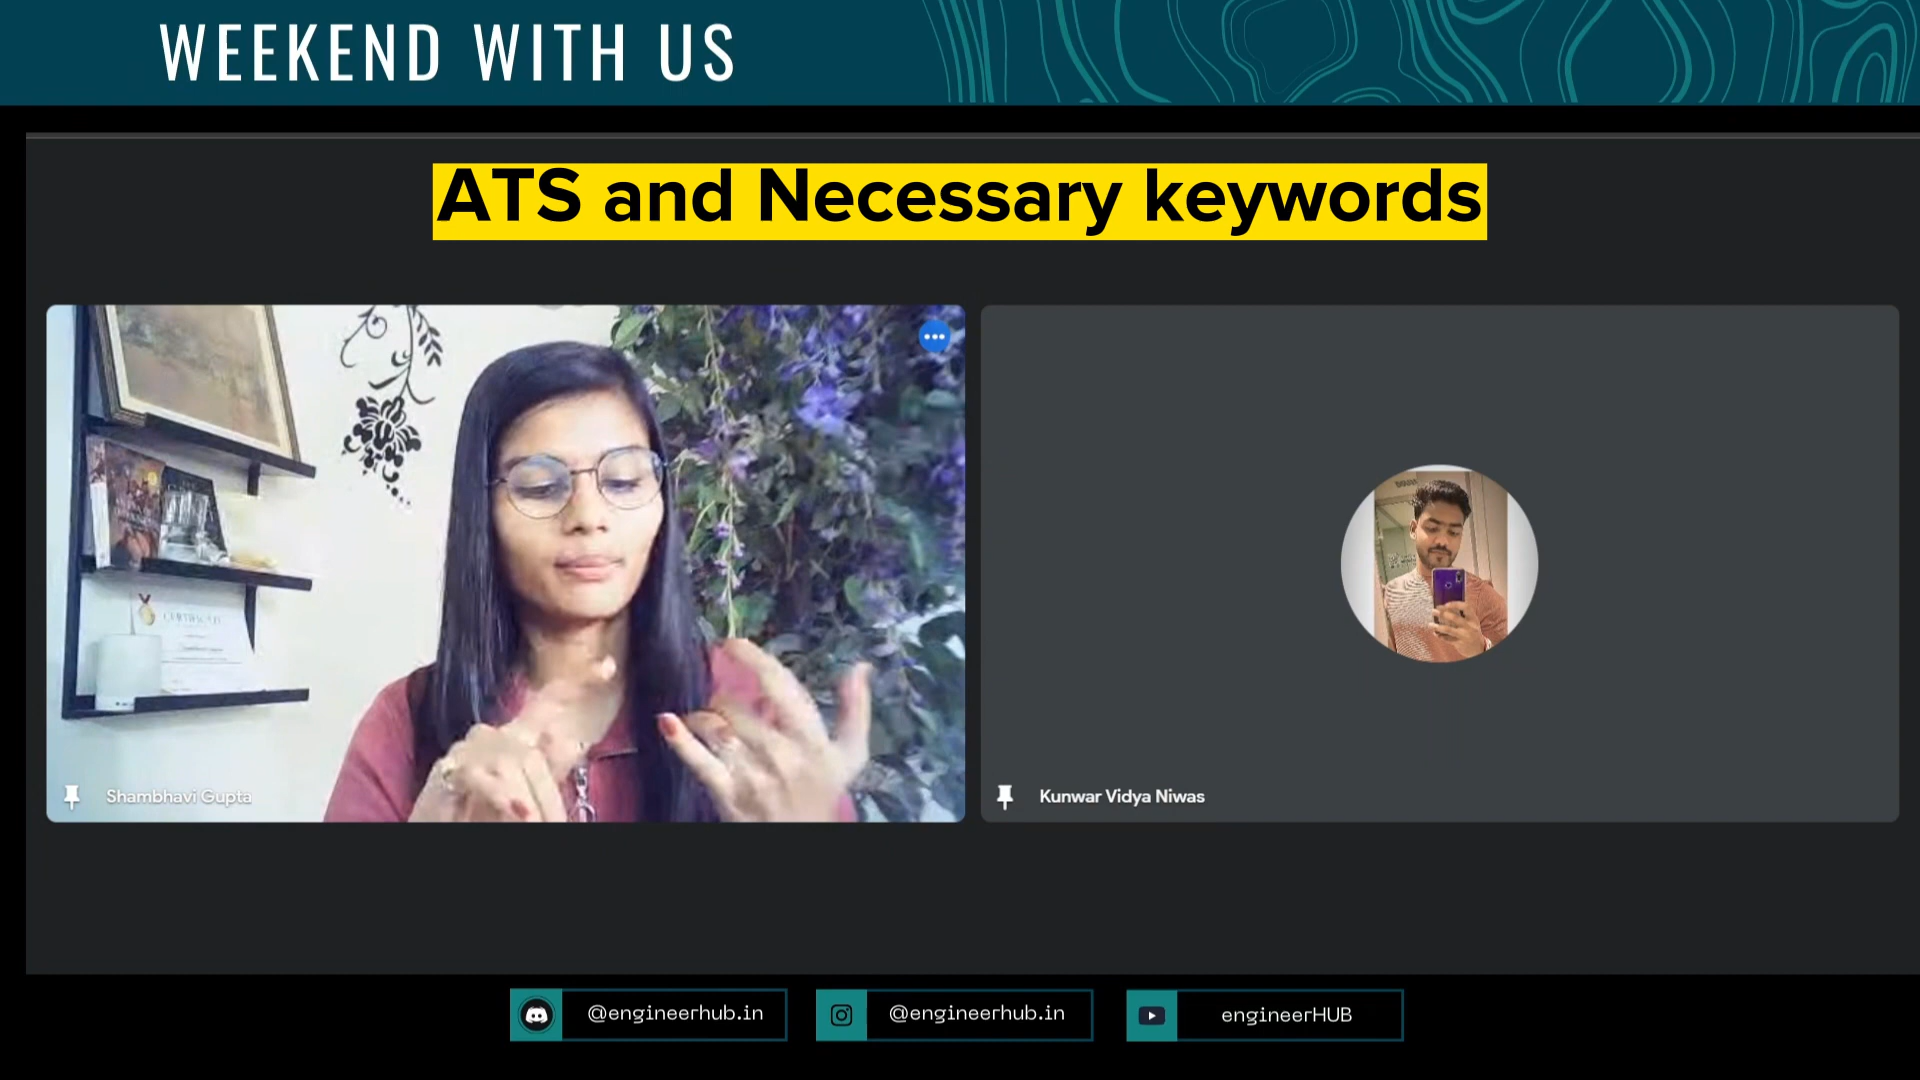 WEEKEND WITH US
ATS and Necessary keywords
Shambhavi Gupta
Kunwar Vidya Niwas
@engineerhub.in
@engineerhub.in
engineerHUB